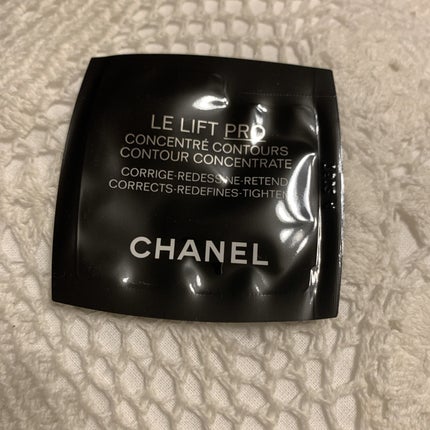 LE LIFT PRO
CONCENTRÉ CONTOURS
CONTOUR CONCENTRATE
CORRIGE-REDESSINE-RETEND
CORRECTS-REDEFINES-TIGHTENS
CHANEL